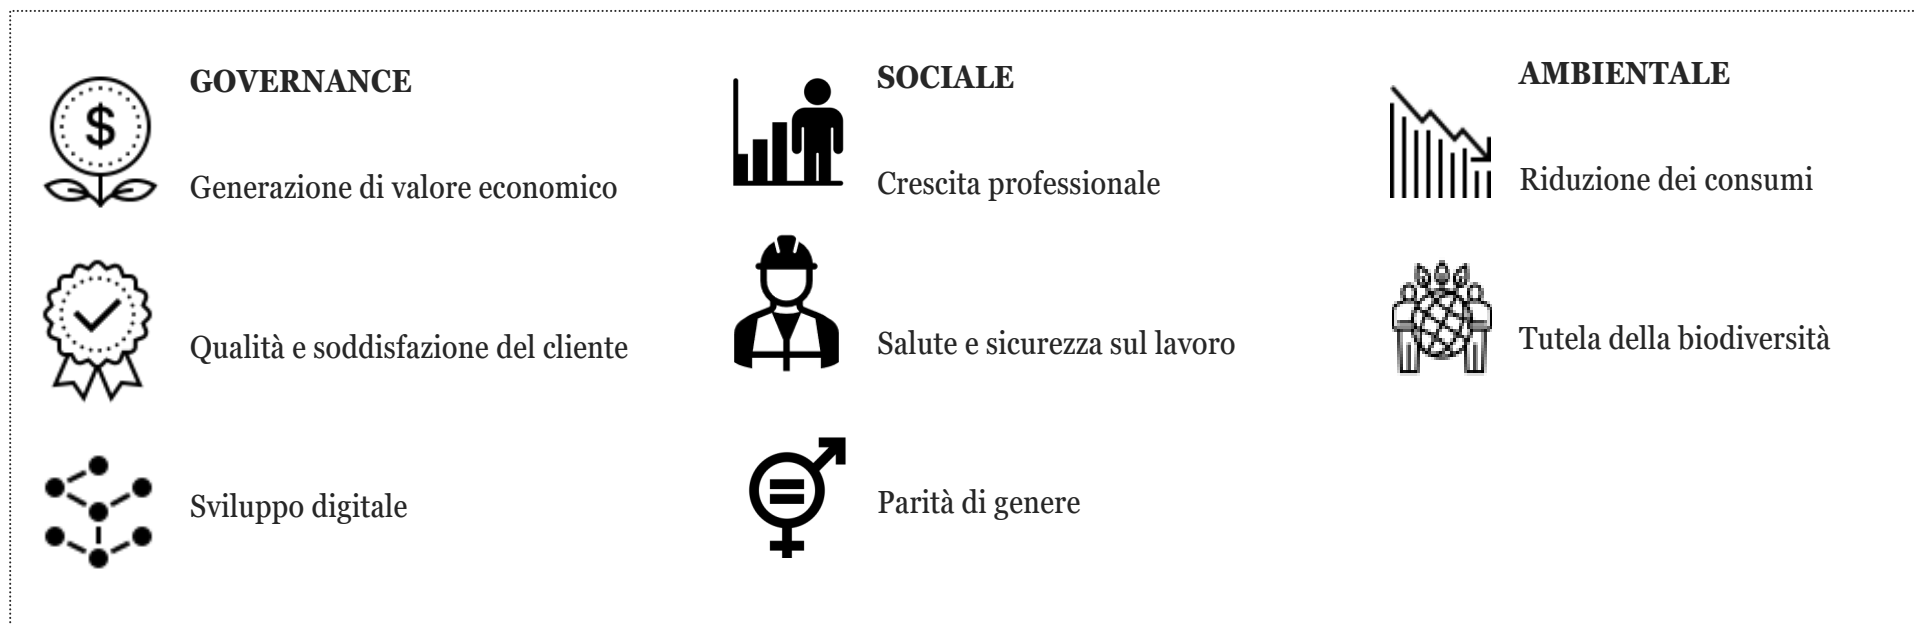 GOVERNANCE
Generazione di valore economico
Qualità e soddisfazione del cliente
Sviluppo digitale
SOCIALE
Crescita professionale
Salute e sicurezza sul lavoro
Parità di genere
AMBIENTALE
Riduzione dei consumi
Tutela della biodiversità